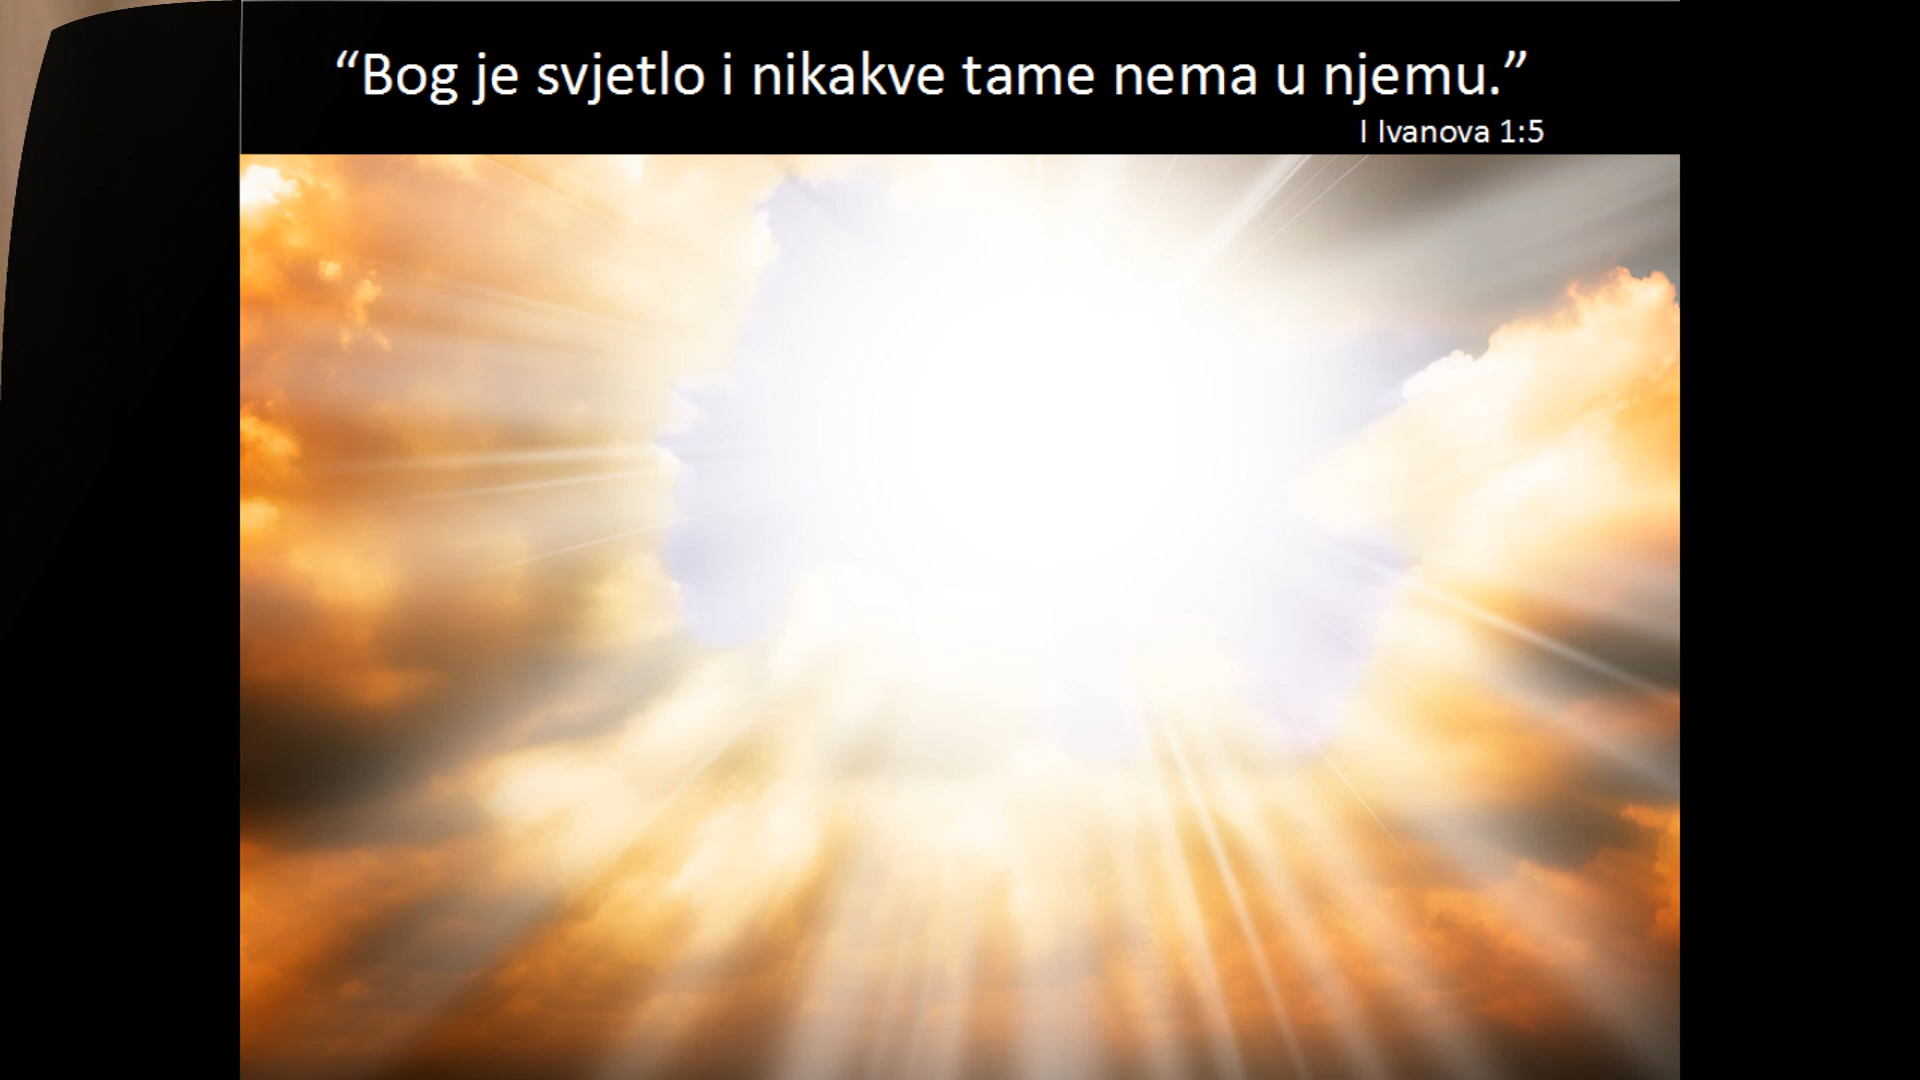 “Bog je svjetlo i nikakve tame nema u njemu.”
I Ivanova 1:5